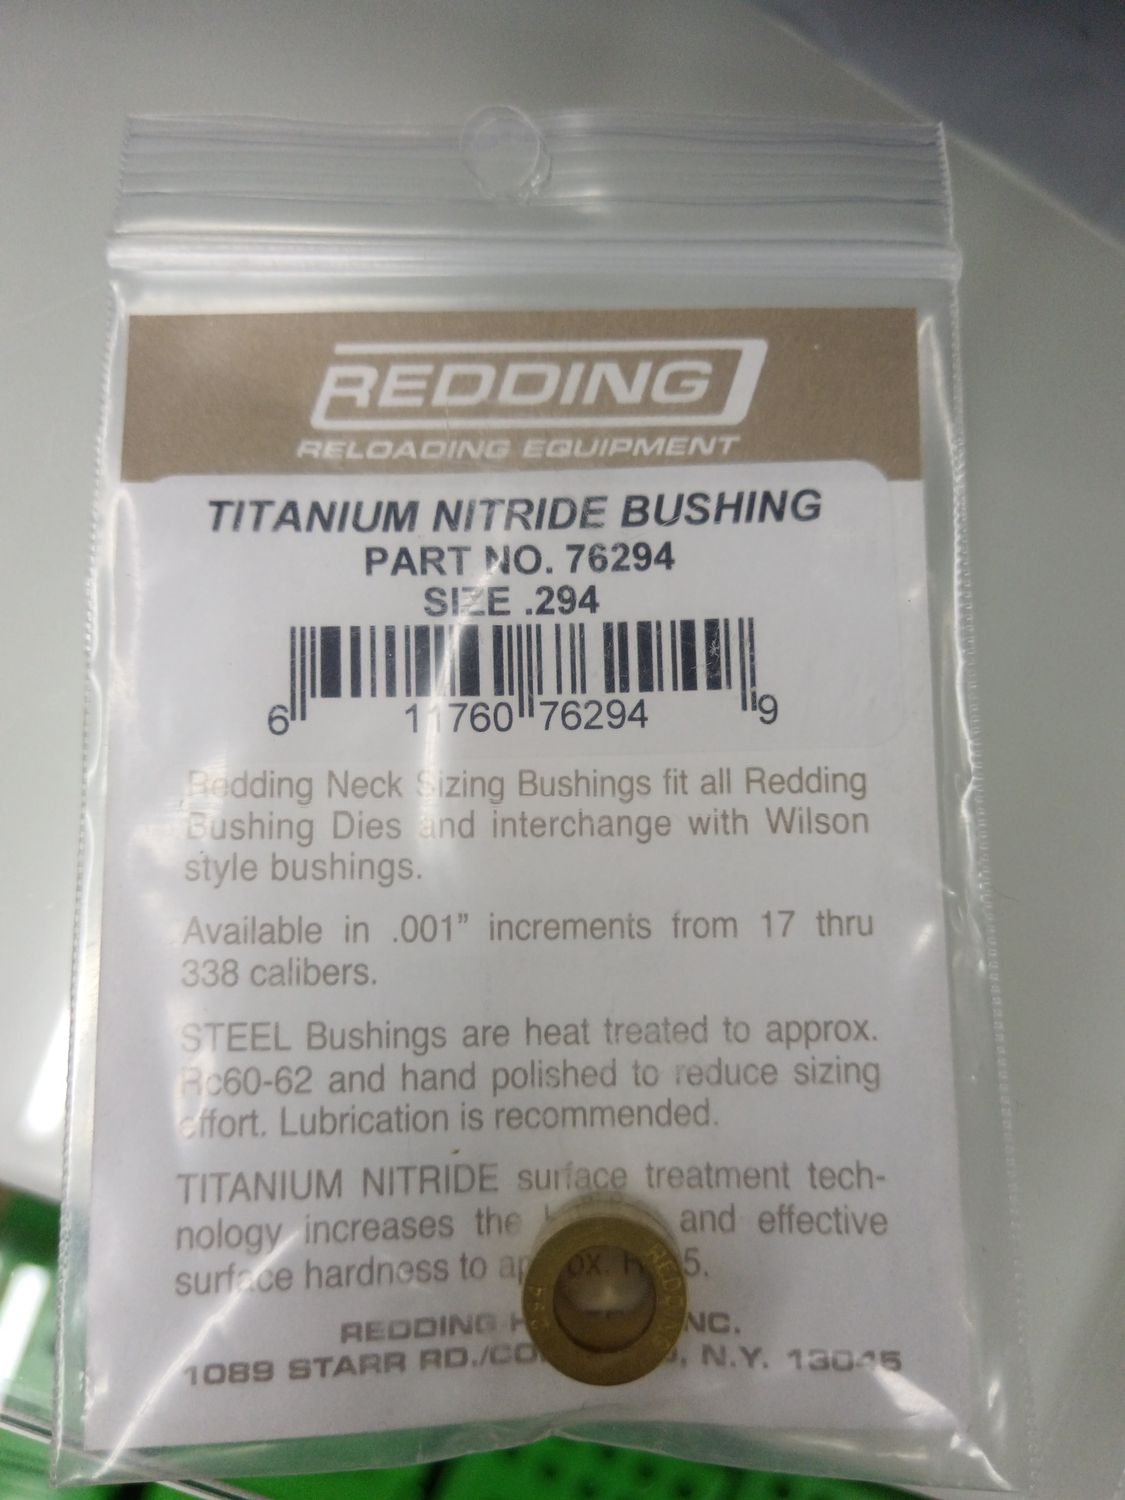 REDDING
RELOADING EQUIPMENT
TITANIUM NITRIDE BUSHING
PART NO. 76294
SIZE .294
6 11760 76294 9
Redding Neck Sizing Bushings fit all Redding
Bushing Dies and interchange with Wilson
style bushings.
Available in .001” increments from 17 thru
338 calibers.
STEEL Bushings are heat treated to approx.
Rc60-62 and hand polished to reduce sizing
effort. Lubrication is recommended.
TITANIUM NITRIDE surface treatment tech-
nology increases the and effective
surface hardness to
REDDING INC.
1089 STARR RD./ N.Y. 13045
294
REDDING